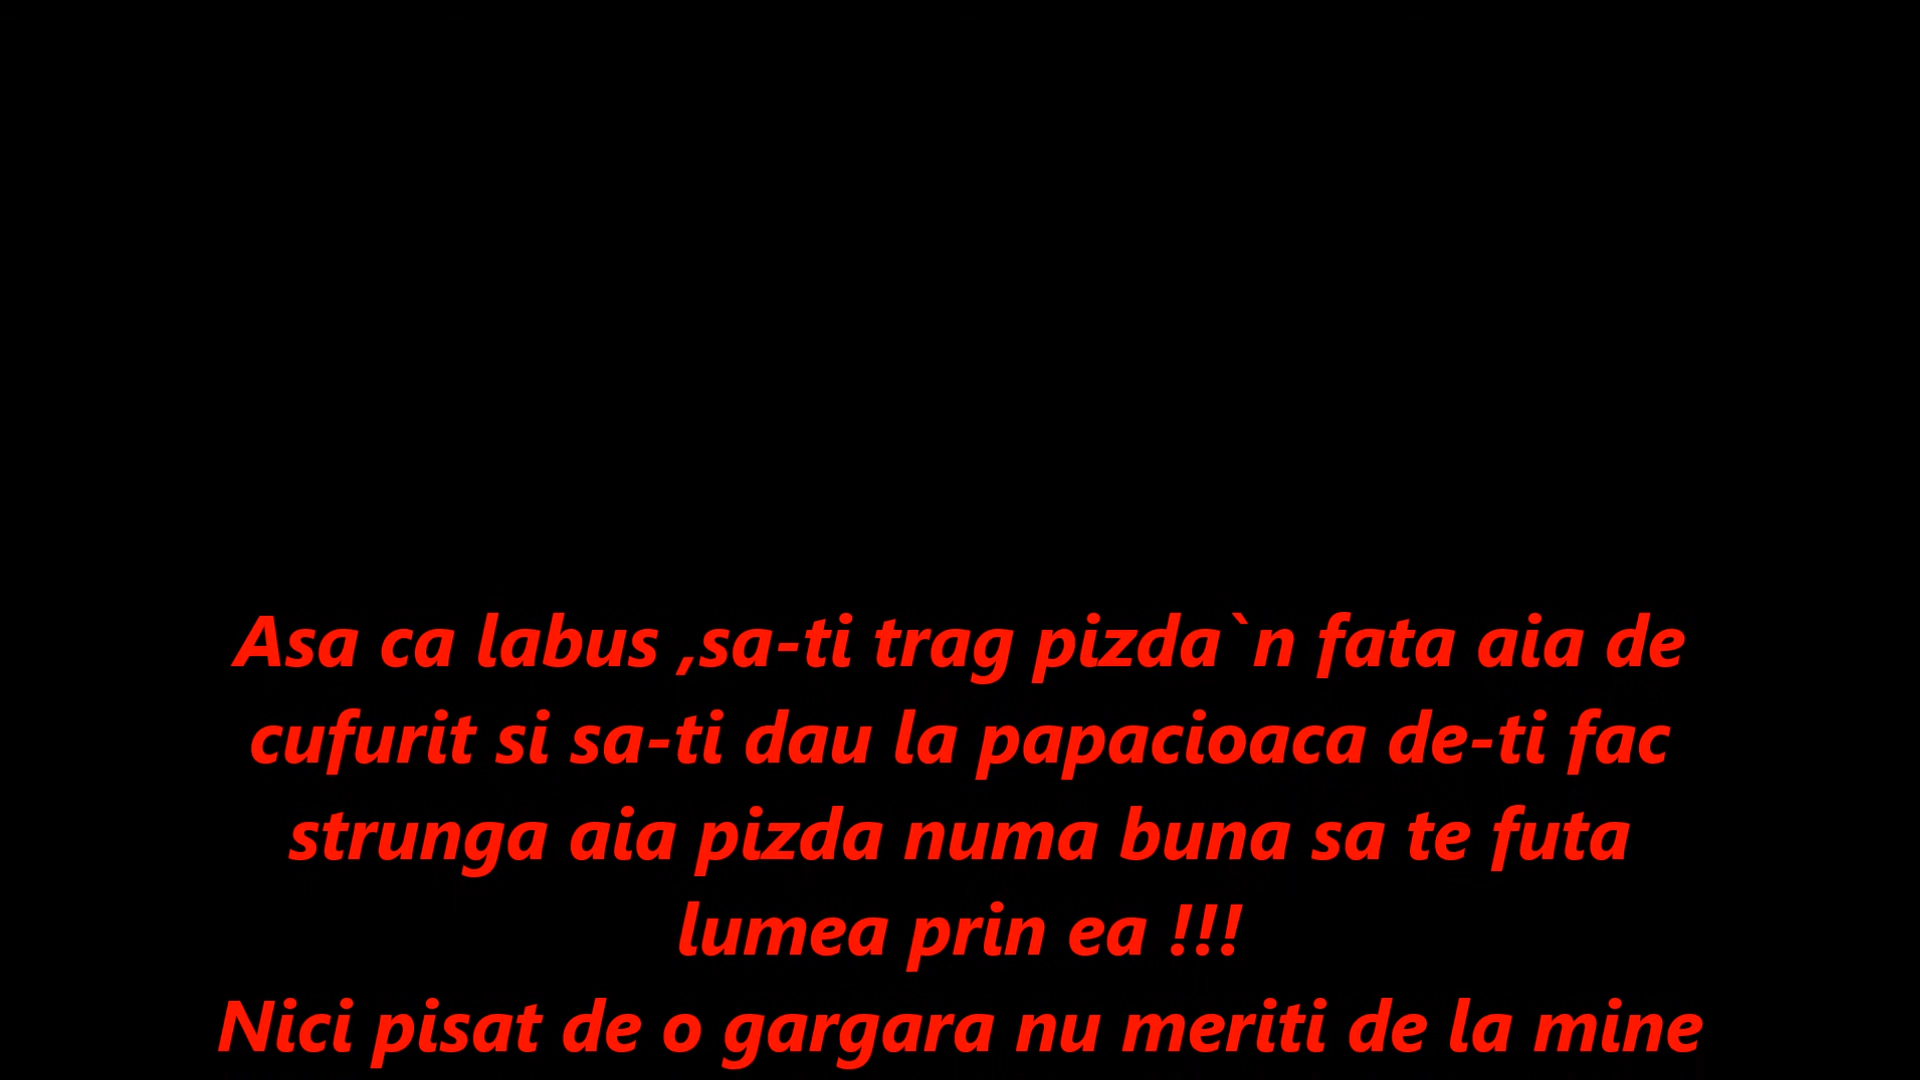 Asa ca labus ,sa-ti trag pizda`n fata aia de
cufurit si sa-ti dau la papacioaca de-ti fac
strunga aia pizda numa buna sa te futa
lumea prin ea !!!
Nici pisat de o gargara nu meriti de la mine